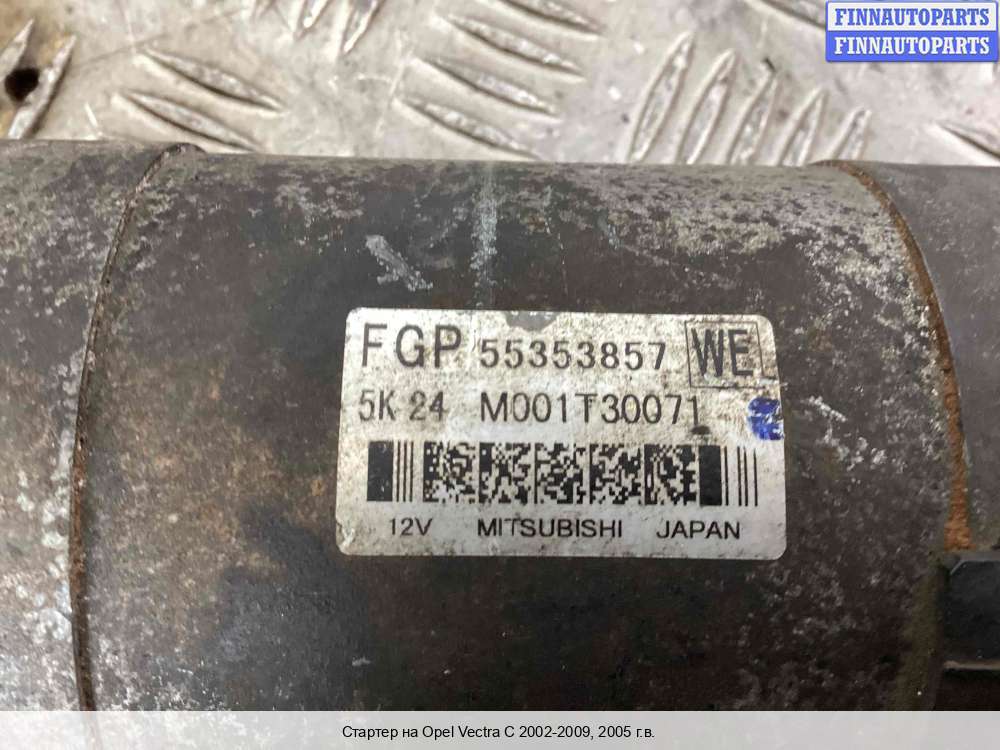 FINNAUTOPARTS
FINNAUTOPARTS
FGP 55353857 WE
5K 24 M001T30071
12V MITSUBISHI JAPAN
Стартер на Opel Vectra C 2002-2009, 2005 г.в.